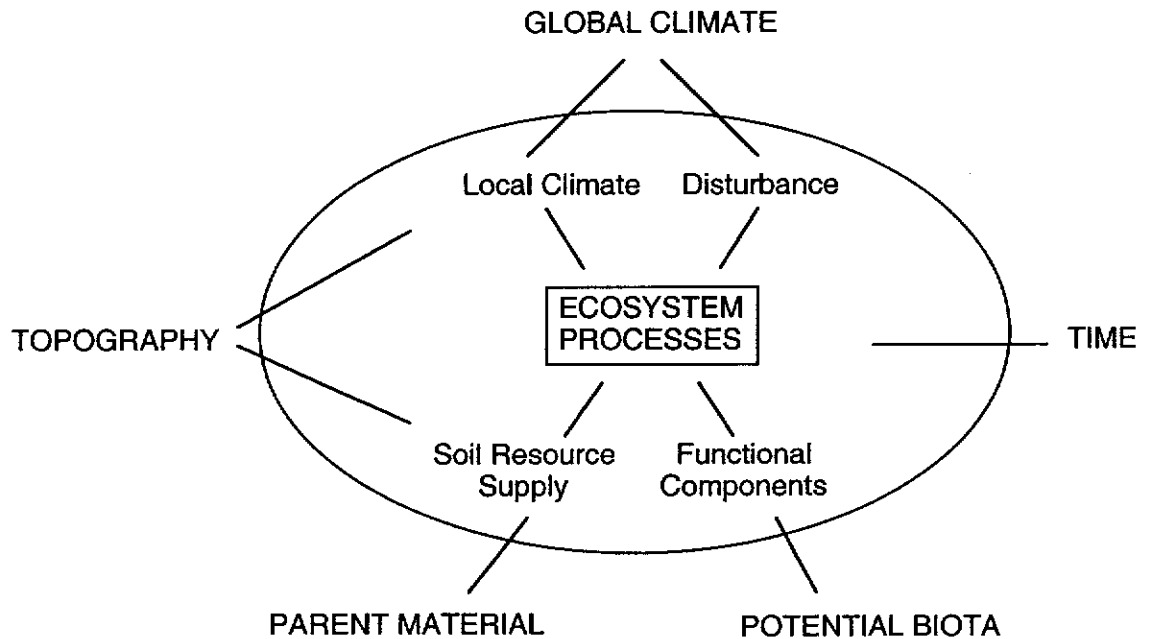 GLOBAL CLIMATE
Local Climate
Disturbance
ECOSYSTEM
PROCESSES
TOPOGRAPHY
TIME
Soil Resource
Supply
Functional
Components
PARENT MATERIAL
POTENTIAL BIOTA